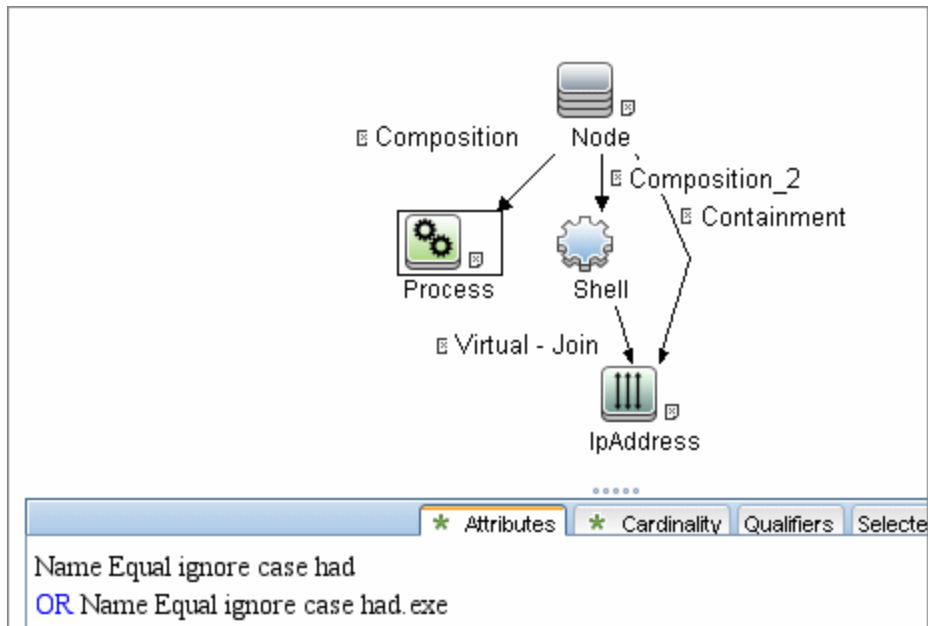 Node
Composition
Composition_2
Containment
Process
Shell
Virtual - Join
IpAddress
* Attributes * Cardinality Qualifiers Selecte
Name Equal ignore case had
OR Name Equal ignore case had.exe